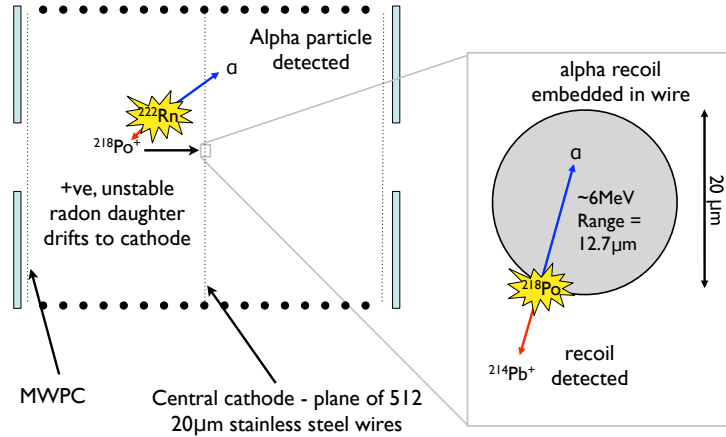 Alpha particle
detected
α
²²²Rn
²¹⁸Po⁺
+ve, unstable
radon daughter
drifts to cathode
MWPC
Central cathode - plane of 512
20μm stainless steel wires
alpha recoil
embedded in wire
α
~6MeV
Range =
12.7μm
20 μm
²¹⁸Po
²¹⁴Pb⁺
recoil
detected